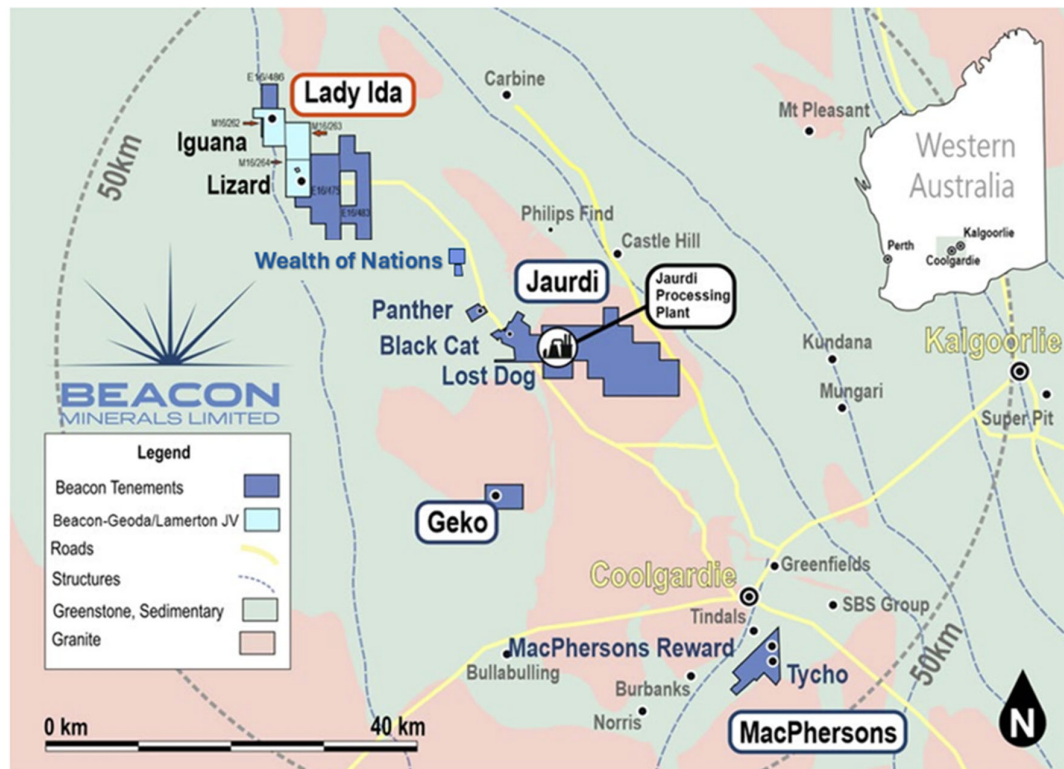 E16/486
Lady Ida
M16/262
M16/263
Iguana
M16/264
Lizard
E16/475
E16/483
50km
Carbine
Mt Pleasant
Western
Australia
Kalgoorlie
Perth
Coolgardie
Philips Find
Castle Hill
Wealth of Nations
Jaurdi
Jaurdi
Processing
Plant
Panther
Black Cat
Lost Dog
Kundana
Kalgoorlie
Mungari
Super Pit
BEACON
MINERALS LIMITED
Legend
Beacon Tenements
Beacon-Geoda/Lamerton JV
Roads
Structures
Greenstone, Sedimentary
Granite
Geko
Coolgardie
Greenfields
SBS Group
Tindals
MacPhersons Reward
Bullabulling
Tycho
Burbanks
Norris
MacPhersons
50km
0 km
40 km
N